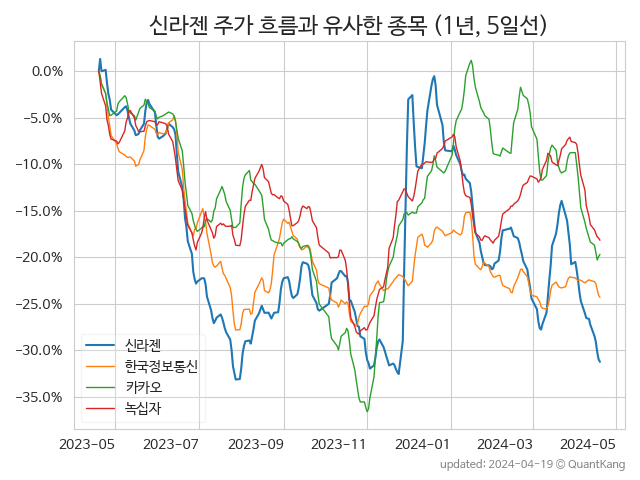 신라젠 주가 흐름과 유사한 종목 (1년, 5일선)
0.0%
−5.0%
−10.0%
−15.0%
−20.0%
−25.0%
−30.0%
−35.0%
신라젠
한국정보통신
카카오
녹십자
2023-05 2023-07 2023-09 2023-11 2024-01 2024-03 2024-05
updated: 2024-04-19 @ QuantKang